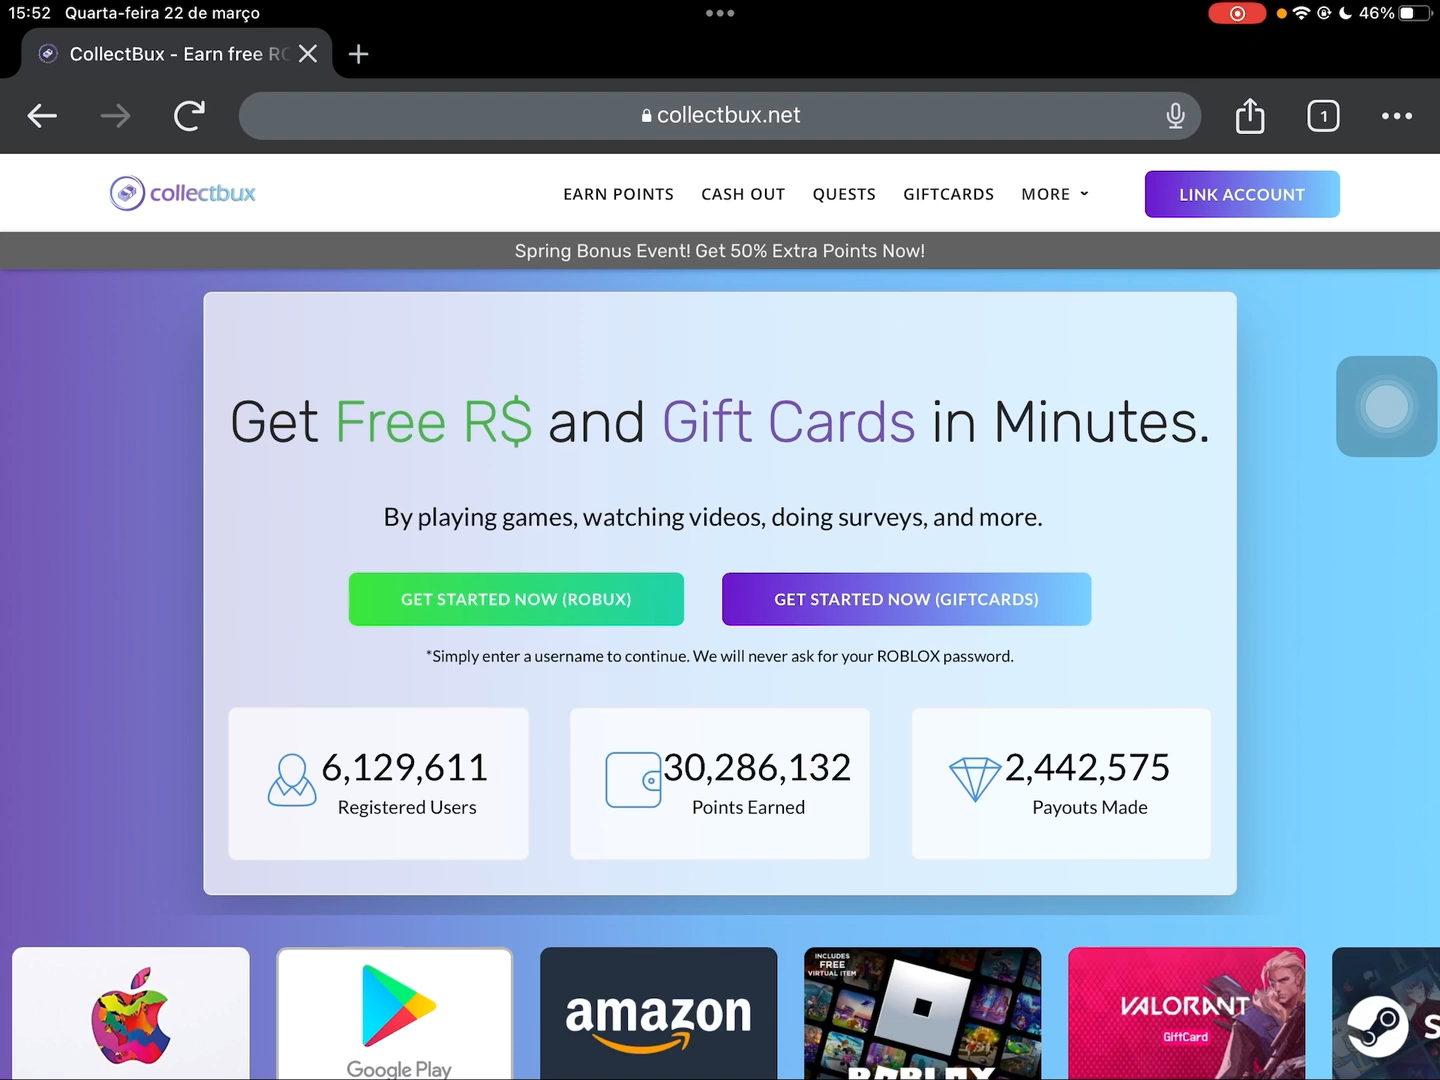 15:52 Quarta-feira 22 de março
46%
CollectBux - Earn free RO
collectbux.net
1
collectbux
EARN POINTS CASH OUT QUESTS GIFTCARDS MORE LINK ACCOUNT
Spring Bonus Event! Get 50% Extra Points Now!
Get Free R$ and Gift Cards in Minutes.
By playing games, watching videos, doing surveys, and more.
GET STARTED NOW (ROBUX) GET STARTED NOW (GIFTCARDS)
*Simply enter a username to continue. We will never ask for your ROBLOX password.
6,129,611 30,286,132 2,442,575
Registered Users Points Earned Payouts Made
Google Play
amazon
INCLUDES
FREE
VIRTUAL ITEM
ROBLOX
VALORANT
GiftCard
S